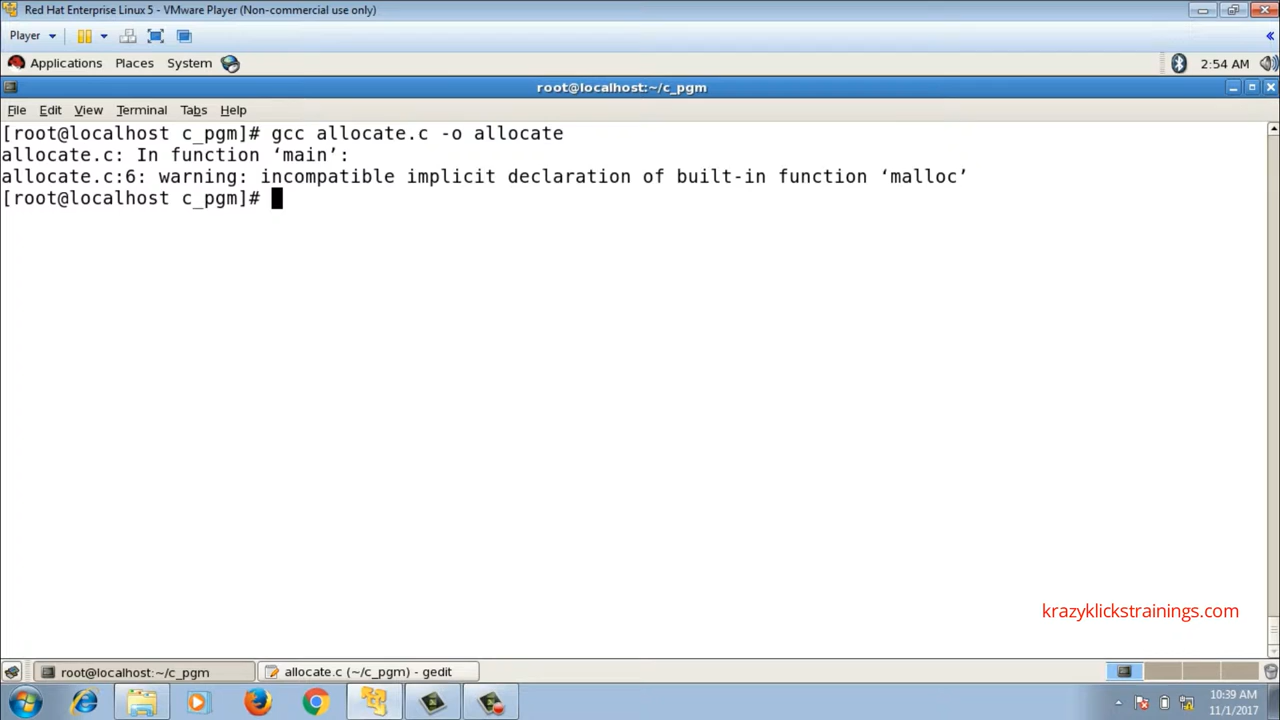 Red Hat Enterprise Linux 5 - VMware Player (Non-commercial use only)
Player
Applications Places System 2:54 AM
root@localhost:~/c_pgm
File Edit View Terminal Tabs Help
[root@localhost c_pgm]# gcc allocate.c -o allocate
allocate.c: In function ‘main’:
allocate.c:6: warning: incompatible implicit declaration of built-in function ‘malloc’
[root@localhost c_pgm]#
krazyklickstrainings.com
root@localhost:~/c_pgm allocate.c (~/c_pgm) - gedit
10:39 AM
11/1/2017